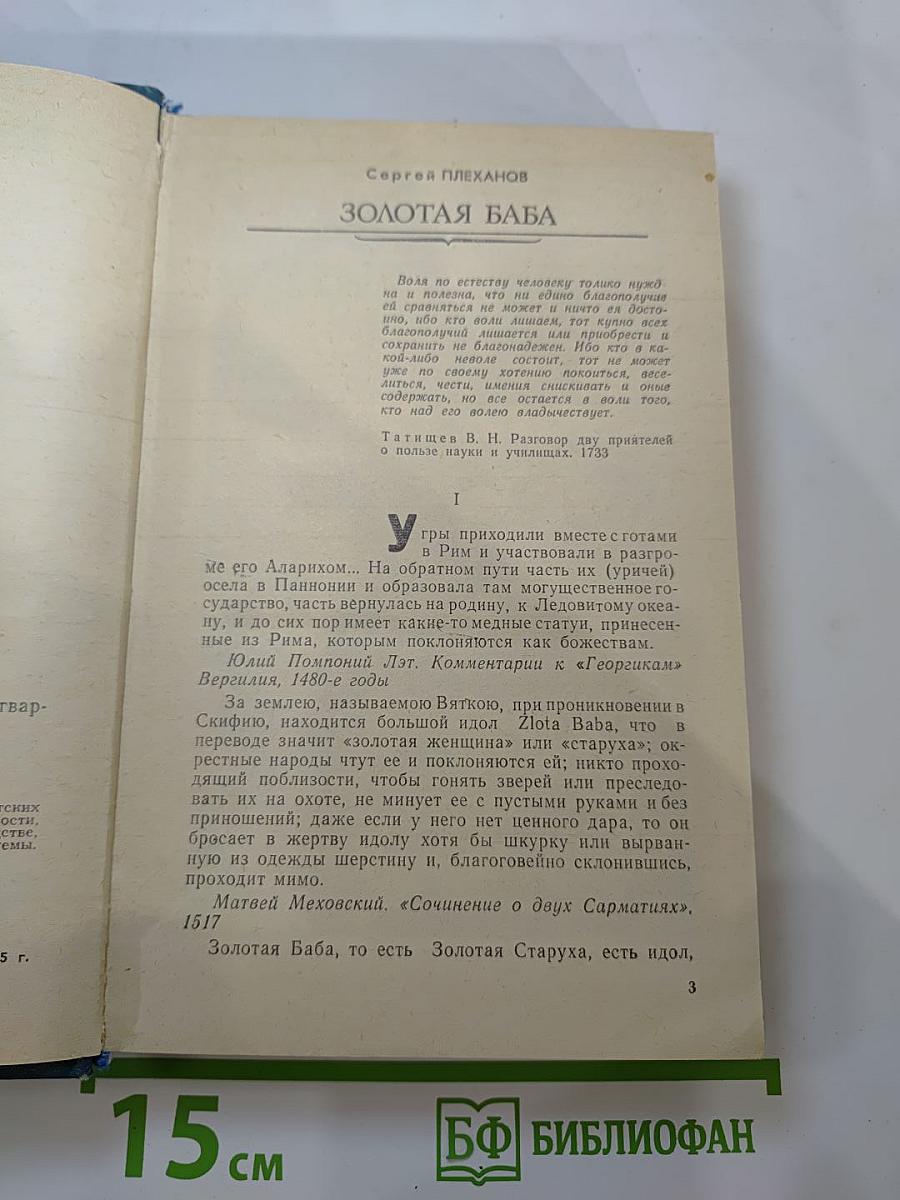 Сергей ПЛЕХАНОВ
ЗОЛОТАЯ БАБА
Воля по естеству человеку толико нужд
на и полезна, что ни едино благополучие
ей сравняться не может и ничто ея досто-
ино, ибо кто воли лишаем, тот купно всех
благополучий лишается или приобрести и
сохранить не благонадежен. Ибо кто в ка-
кой-либо неволе состоит, тот не может
уже по своему хотению покоиться, весе-
литься, чести, имения снискивать и оные
содержать, но все остается в воли того,
кто над его волею владычествует.
Татищев В. Н. Разговор дву приятелей
о пользе науки и училищах. 1733
I
Угры приходили вместе с готами
в Рим и участвовали в разгро-
ме его Аларихом... На обратном пути часть их (уричей)
осела в Паннонии и образовала там могущественное го-
сударство, часть вернулась на родину, к Ледовитому океа-
ну, и до сих пор имеет какие-то медные статуи, принесен-
ные из Рима, которым поклоняются как божествам.
Юлий Помпоний Лэт. Комментарии к «Георгикам»
Вергилия, 1480-е годы
За землею, называемою Вяткою, при проникновении в
Скифию, находится большой идол Zlota Baba, что в
переводе значит «золотая женщина» или «старуха»; ок-
рестные народы чтут ее и поклоняются ей; никто прохо-
дящий поблизости, чтобы гонять зверей или преследо-
вать их на охоте, не минует ее с пустыми руками и без
приношений; даже если у него нет ценного дара, то он
бросает в жертву идолу хотя бы шкурку или вырван-
ную из одежды шерстину и, благоговейно склонившись,
проходит мимо.
Матвей Меховский. «Сочинение о двух Сарматиях»,
1517
Золотая Баба, то есть Золотая Старуха, есть идол,
3
твар-
тских
ости,
стве,
емы.
5 г.
15 см
БФ БИБЛИОФАН